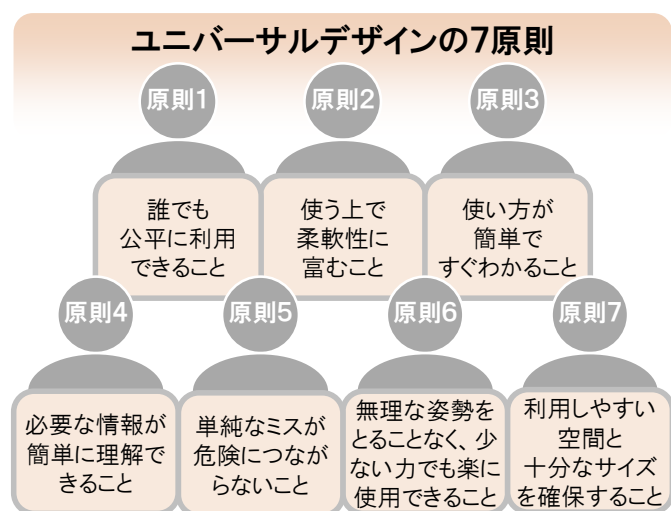 ユニバーサルデザインの7原則
原則1
誰でも
公平に利用
できること
原則2
使う上で
柔軟性に
富むこと
原則3
使い方が
簡単で
すぐわかること
原則4
必要な情報が
簡単に理解で
きること
原則5
単純なミスが
危険につなが
らないこと
原則6
無理な姿勢を
とることなく、少
ない力でも楽に
使用できること
原則7
利用しやすい
空間と
十分なサイズ
を確保すること